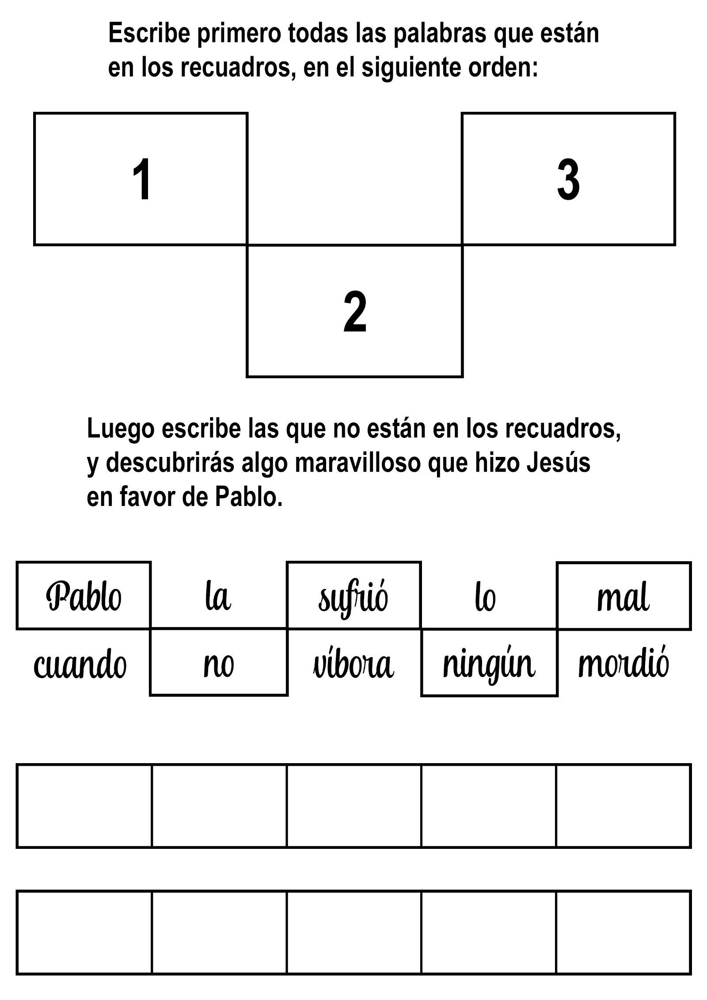 Escribe primero todas las palabras que están
en los recuadros, en el siguiente orden:
1
3
2
Luego escribe las que no están en los recuadros,
y descubrirás algo maravilloso que hizo Jesús
en favor de Pablo.
Pablo la sufrió lo mal
cuando no víbora ningún mordió